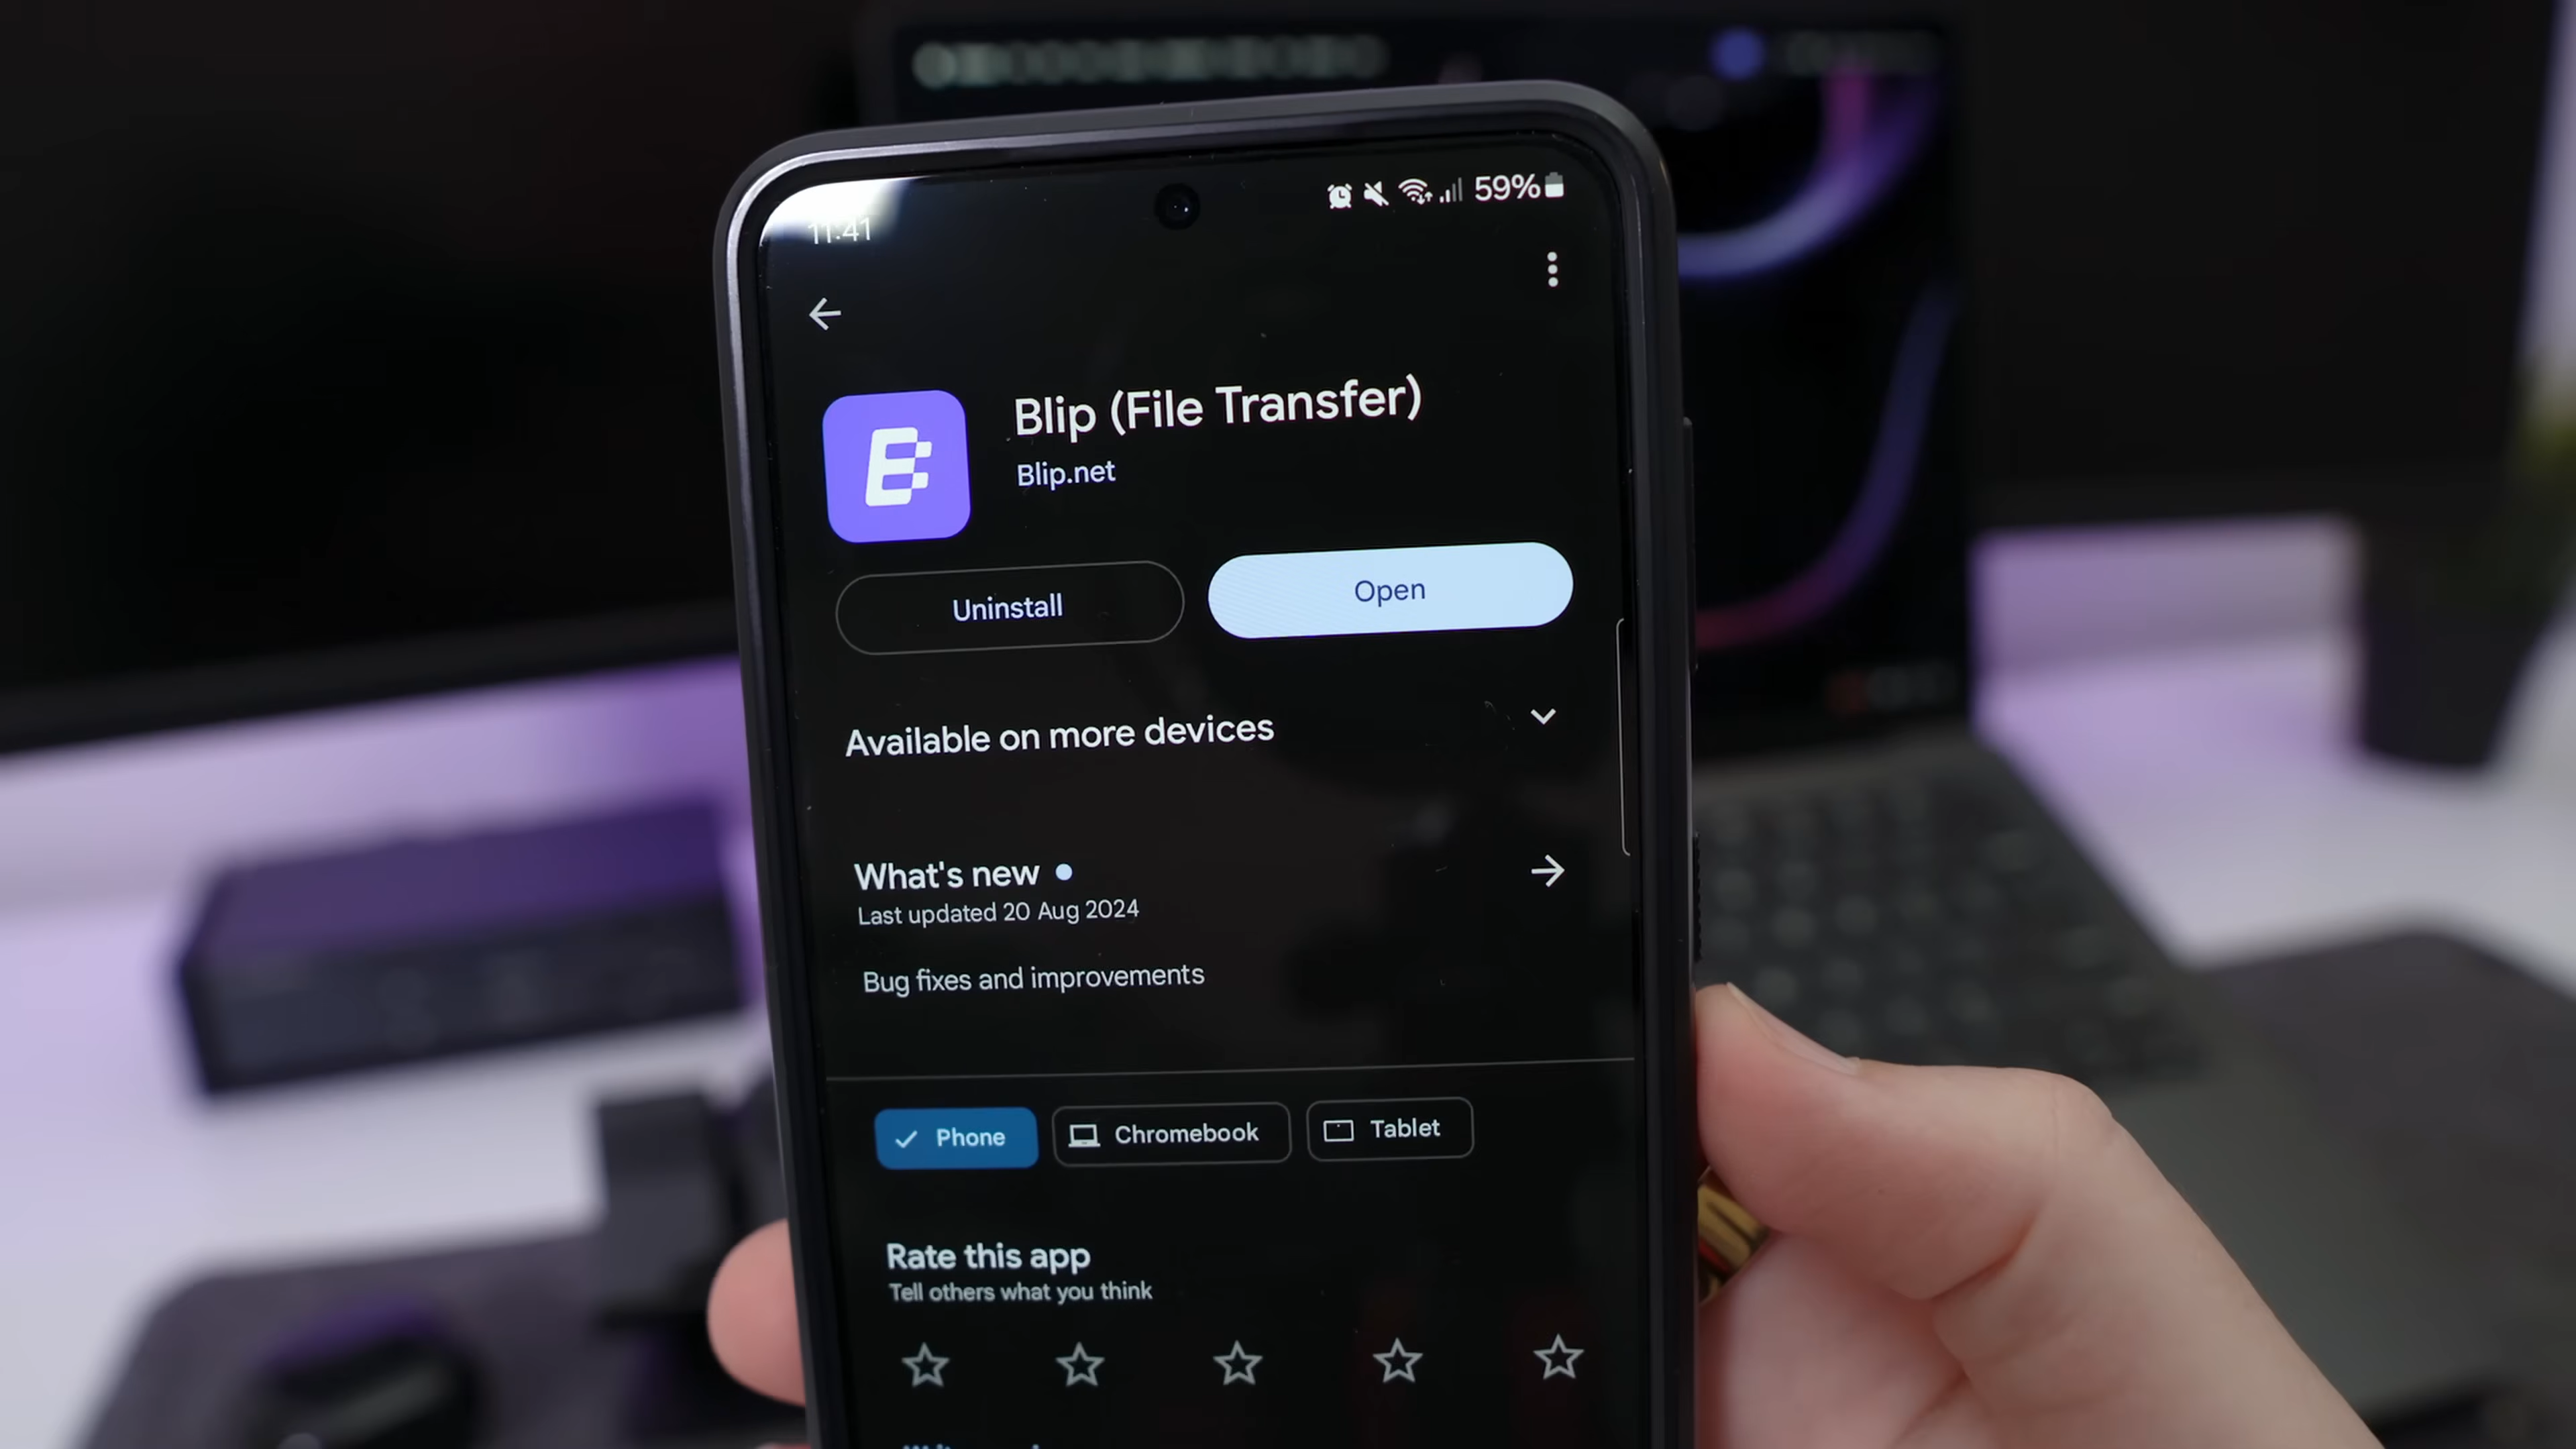 11:41
59%
Blip (File Transfer)
Blip.net
Uninstall
Open
Available on more devices
What's new
Last updated 20 Aug 2024
Bug fixes and improvements
Phone
Chromebook
Tablet
Rate this app
Tell others what you think